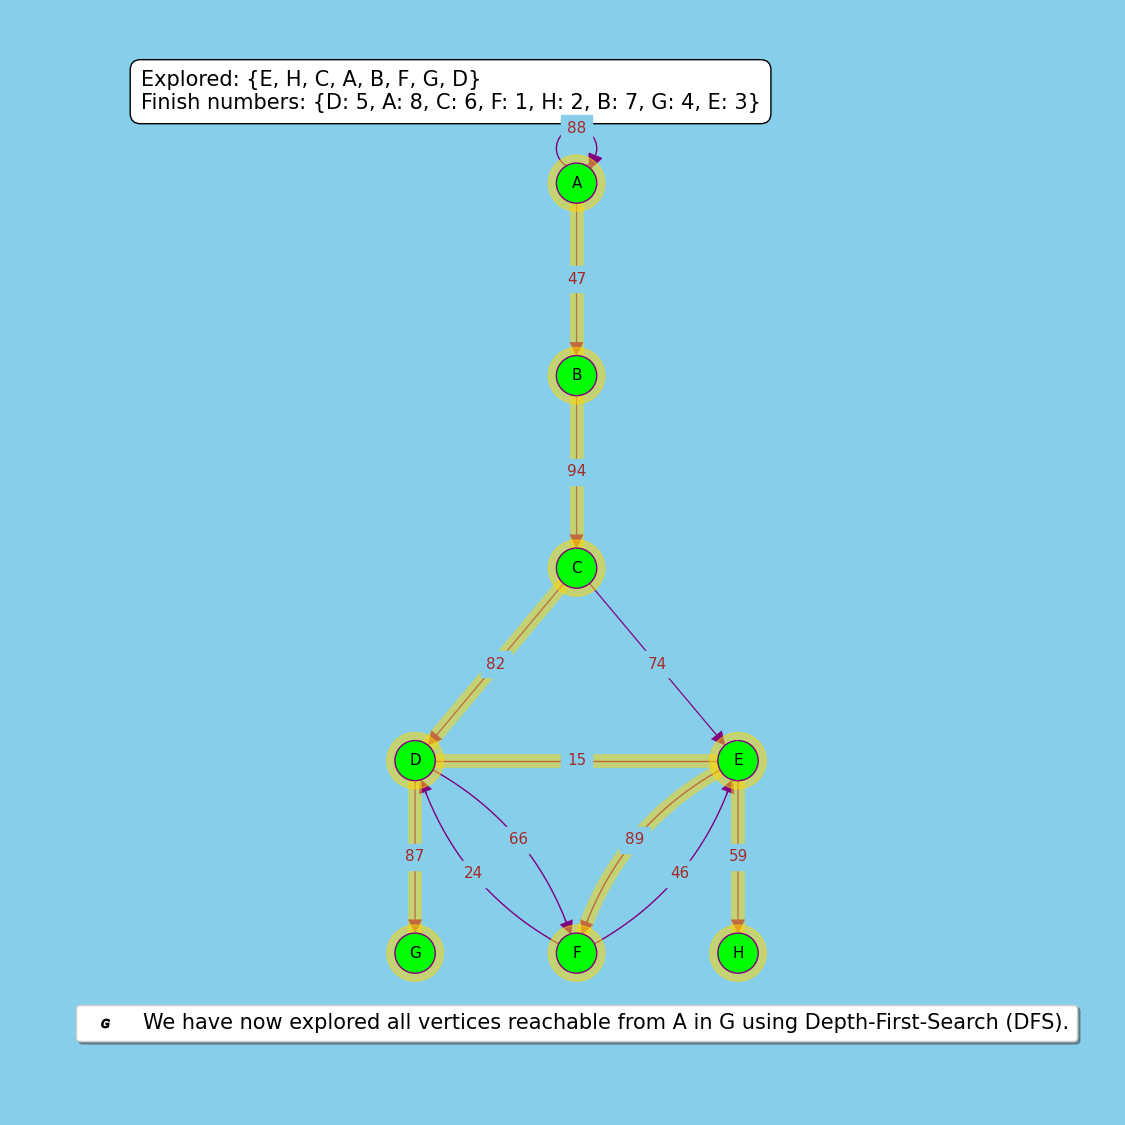 Explored: {E, H, C, A, B, F, G, D}
Finish numbers: {D: 5, A: 8, C: 6, F: 1, H: 2, B: 7, G: 4, E: 3}
88
A
47
B
94
C
82
74
D
15
E
66
89
87
59
24
46
G
F
H
G We have now explored all vertices reachable from A in G using Depth-First-Search (DFS).